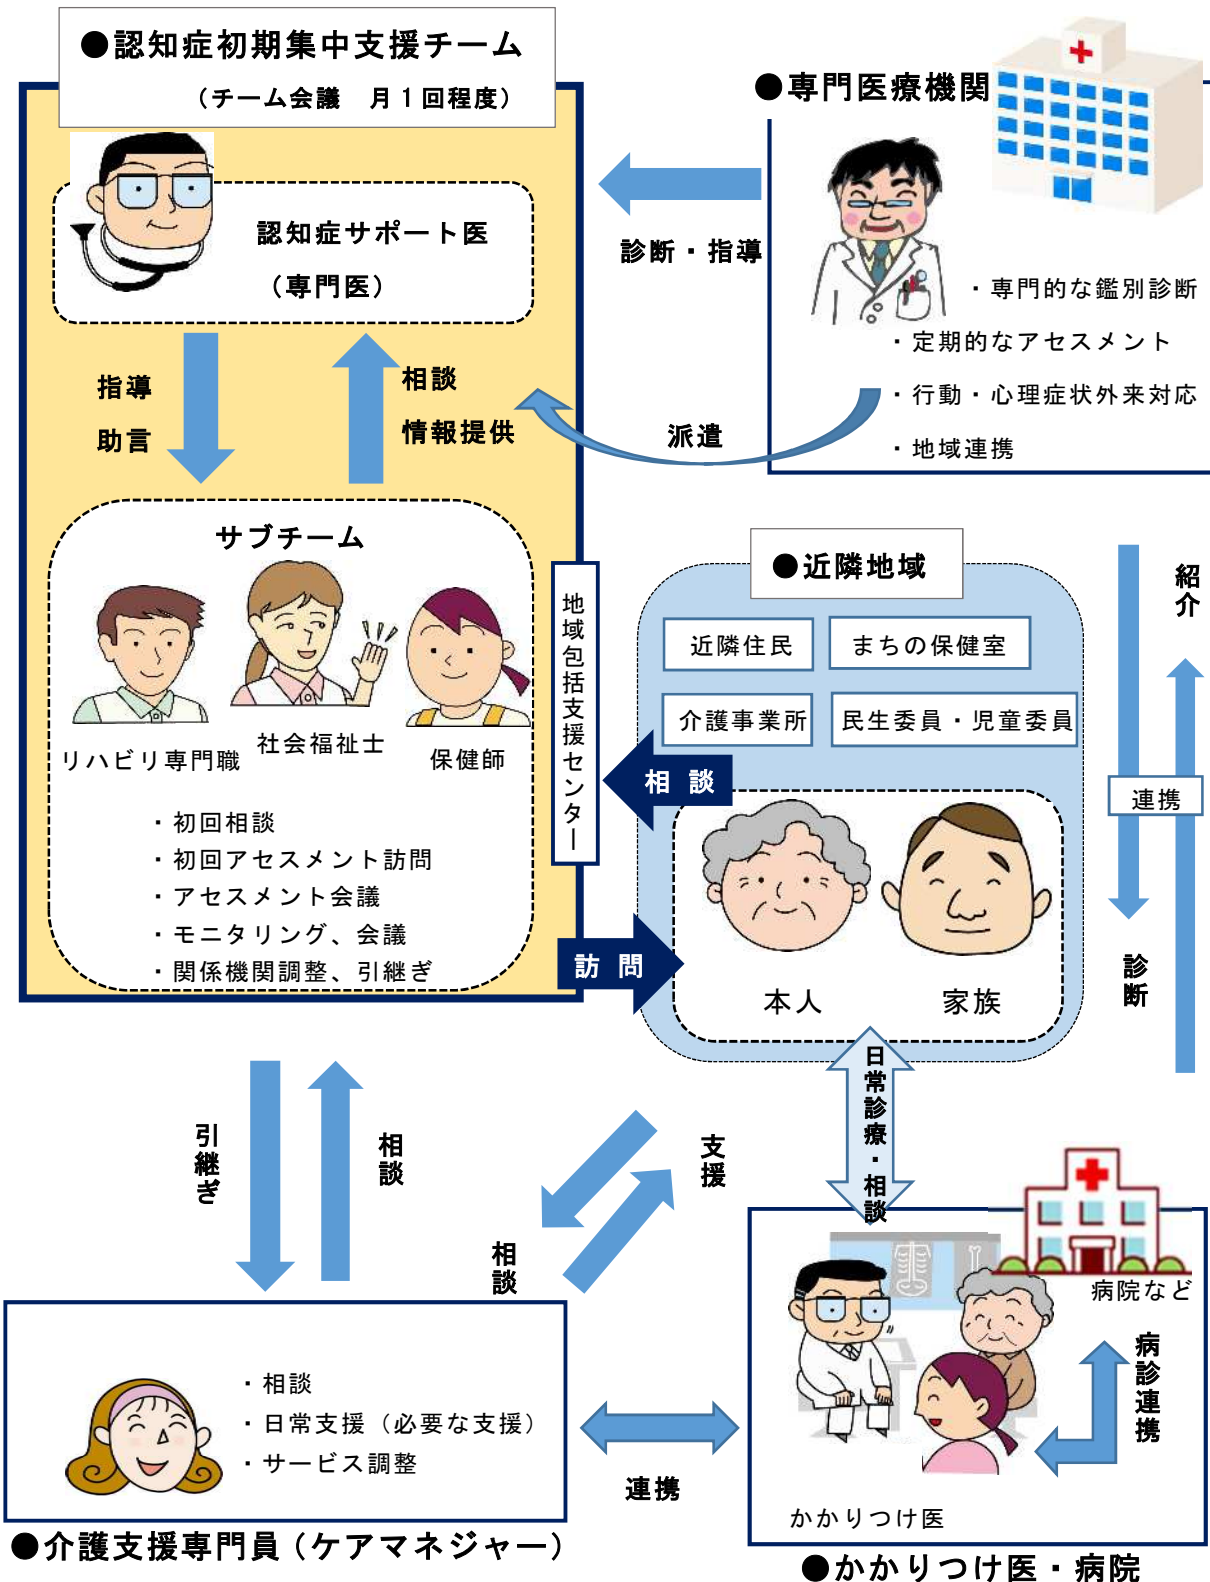 ●認知症初期集中支援チーム
（チーム会議　月１回程度）
認知症サポート医
（専門医）
指導
助言
相談
情報提供
サブチーム
リハビリ専門職
社会福祉士
保健師
・初回相談
・初回アセスメント訪問
・アセスメント会議
・モニタリング、会議
・関係機関調整、引継ぎ
地域包括支援センター
●専門医療機関
診断・指導
・専門的な鑑別診断
・定期的なアセスメント
・行動・心理症状外来対応
・地域連携
派遣
●近隣地域
近隣住民
まちの保健室
介護事業所
民生委員・児童委員
相談
訪問
本人
家族
紹介
連携
診断
日常診療・相談
引継ぎ
相談
支援
相談
・相談
・日常支援（必要な支援）
・サービス調整
●介護支援専門員（ケアマネジャー）
連携
病院など
病診連携
かかりつけ医
●かかりつけ医・病院